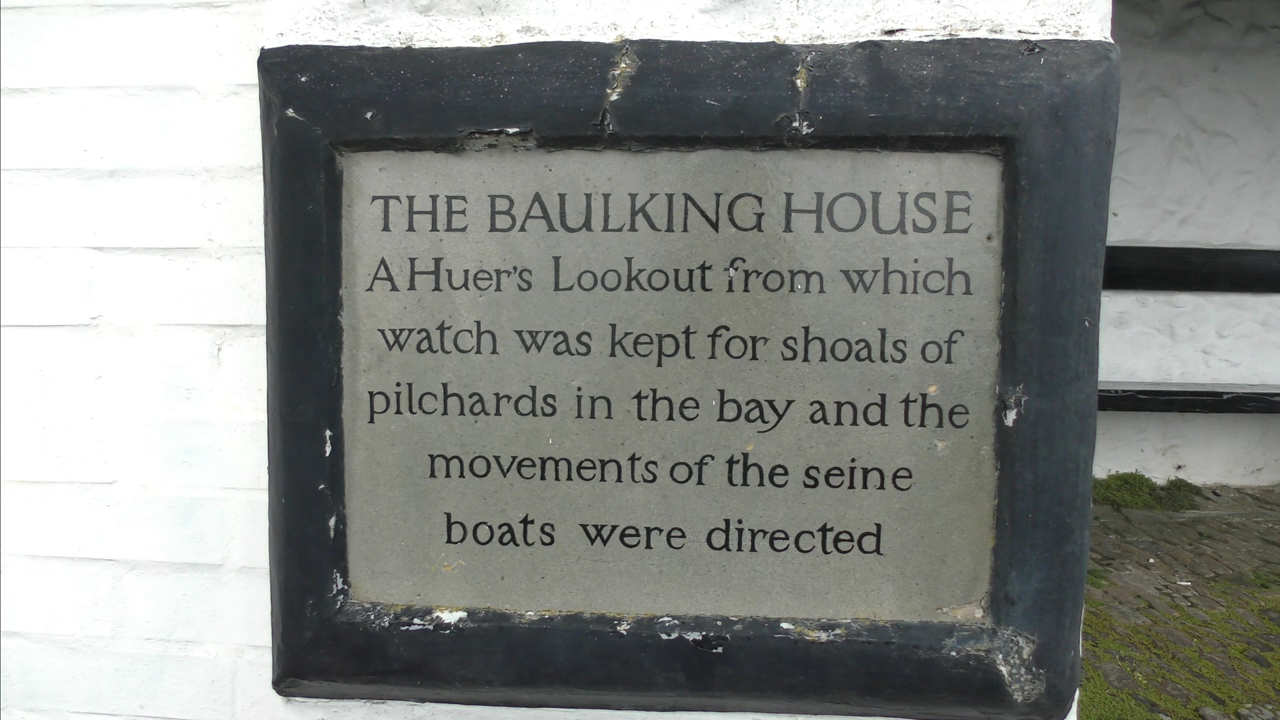 THE BAULKING HOUSE
A Huer's Lookout from which
watch was kept for shoals of
pilchards in the bay and the
movements of the seine
boats were directed